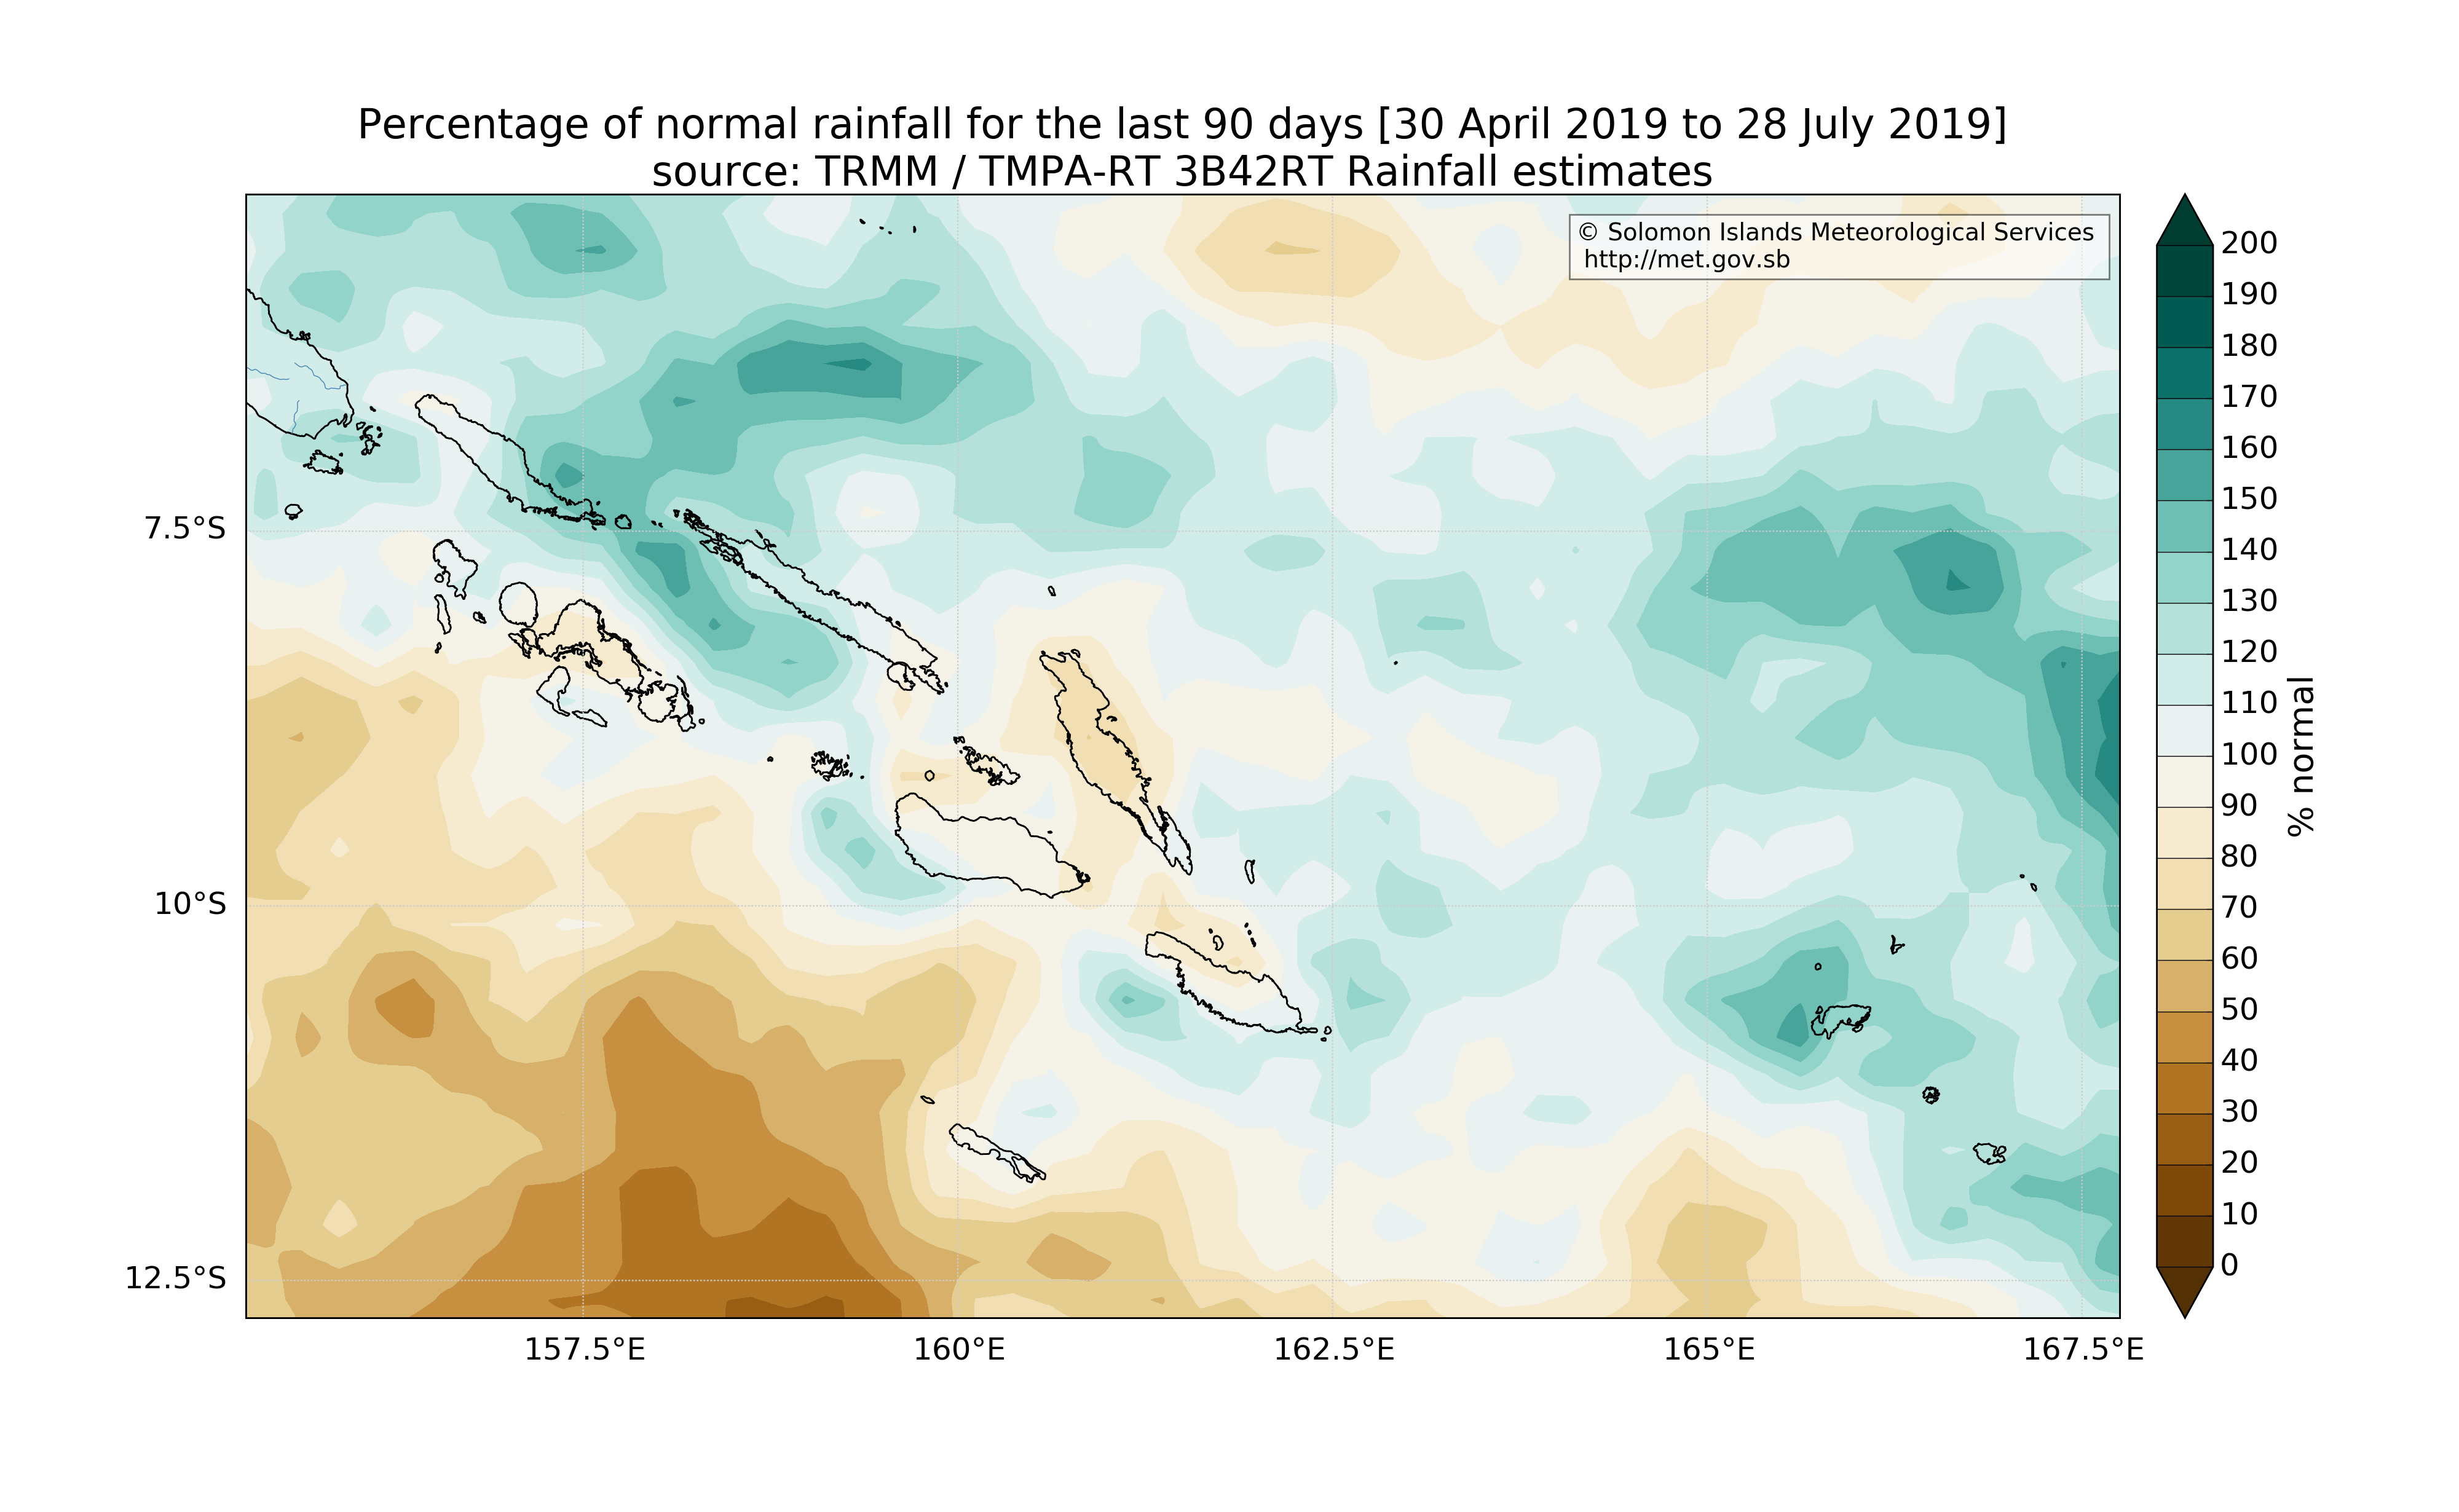 Percentage of normal rainfall for the last 90 days [30 April 2019 to 28 July 2019]
source: TRMM / TMPA-RT 3B42RT Rainfall estimates
© Solomon Islands Meteorological Services
http://met.gov.sb
7.5°S
10°S
12.5°S
157.5°E
160°E
162.5°E
165°E
167.5°E
200
190
180
170
160
150
140
130
120
110
100
90
80
70
60
50
40
30
20
10
0
% normal